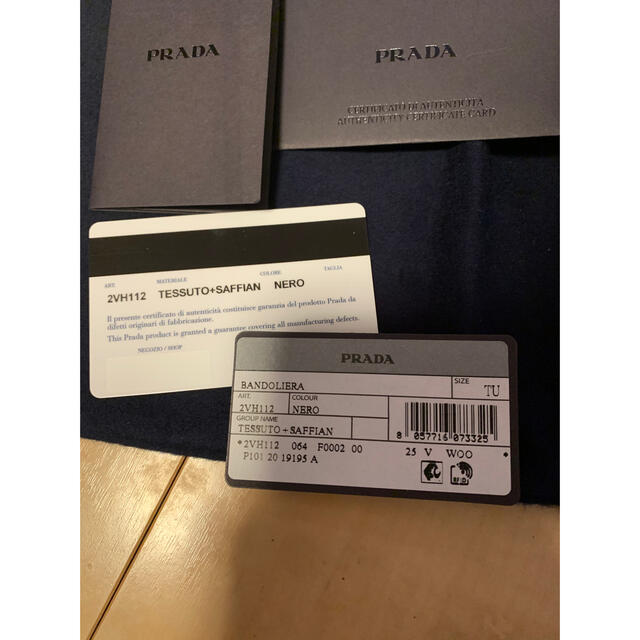 PRADA
PRADA
CERTIFICATO DI AUTENTICITÀ
AUTHENTICITY CERTIFICATE CARD
ART. MATERIALE COLORE TAGLIA
2VH112 TESSUTO+SAFFIAN NERO
Il presente certificato di autenticità costituisce garanzia del prodotto Prada da
difetti originari di fabbricazione.
This Prada product is granted a guarantee covering all manufacturing defects.
NEGOZIO / SHOP
PRADA
BANDOLIERA SIZE TU
ART. COLOUR
2VH112 NERO
GROUP NAME
TESSUTO+SAFFIAN
8 057716 073325
*2VH112 064 F0002 00 25 V WOO *
P101 20 19195 A
RFID